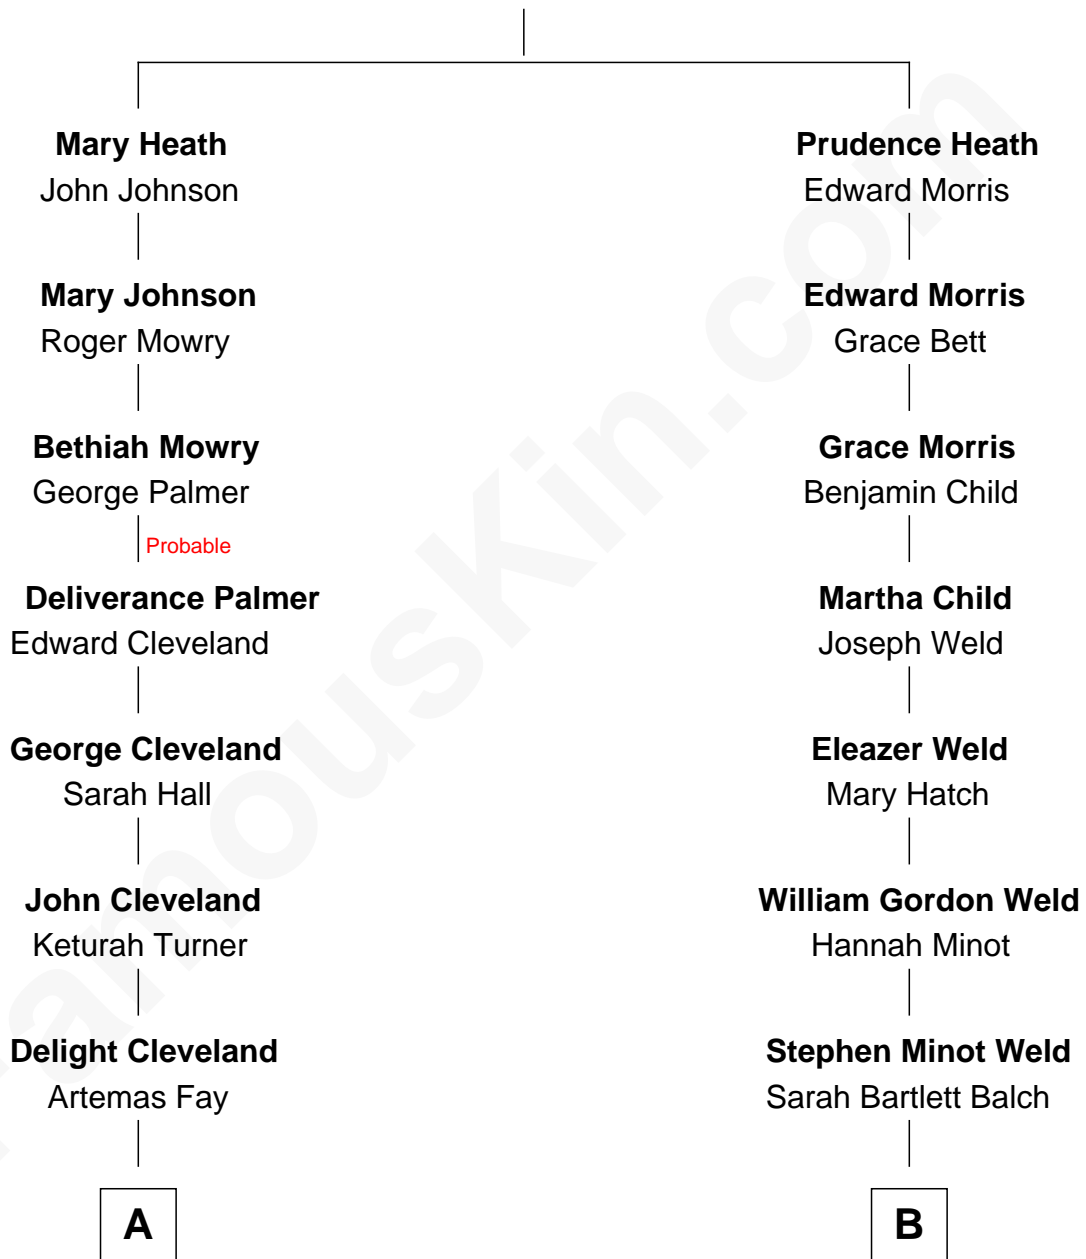 Mary Heath
John Johnson
Mary Johnson
Roger Mowry
Bethiah Mowry
George Palmer
Probable
Deliverance Palmer
Edward Cleveland
George Cleveland
Sarah Hall
John Cleveland
Keturah Turner
Delight Cleveland
Artemas Fay
A
Prudence Heath
Edward Morris
Edward Morris
Grace Bett
Grace Morris
Benjamin Child
Martha Child
Joseph Weld
Eleazer Weld
Mary Hatch
William Gordon Weld
Hannah Minot
Stephen Minot Weld
Sarah Bartlett Balch
B
FamousKin.com